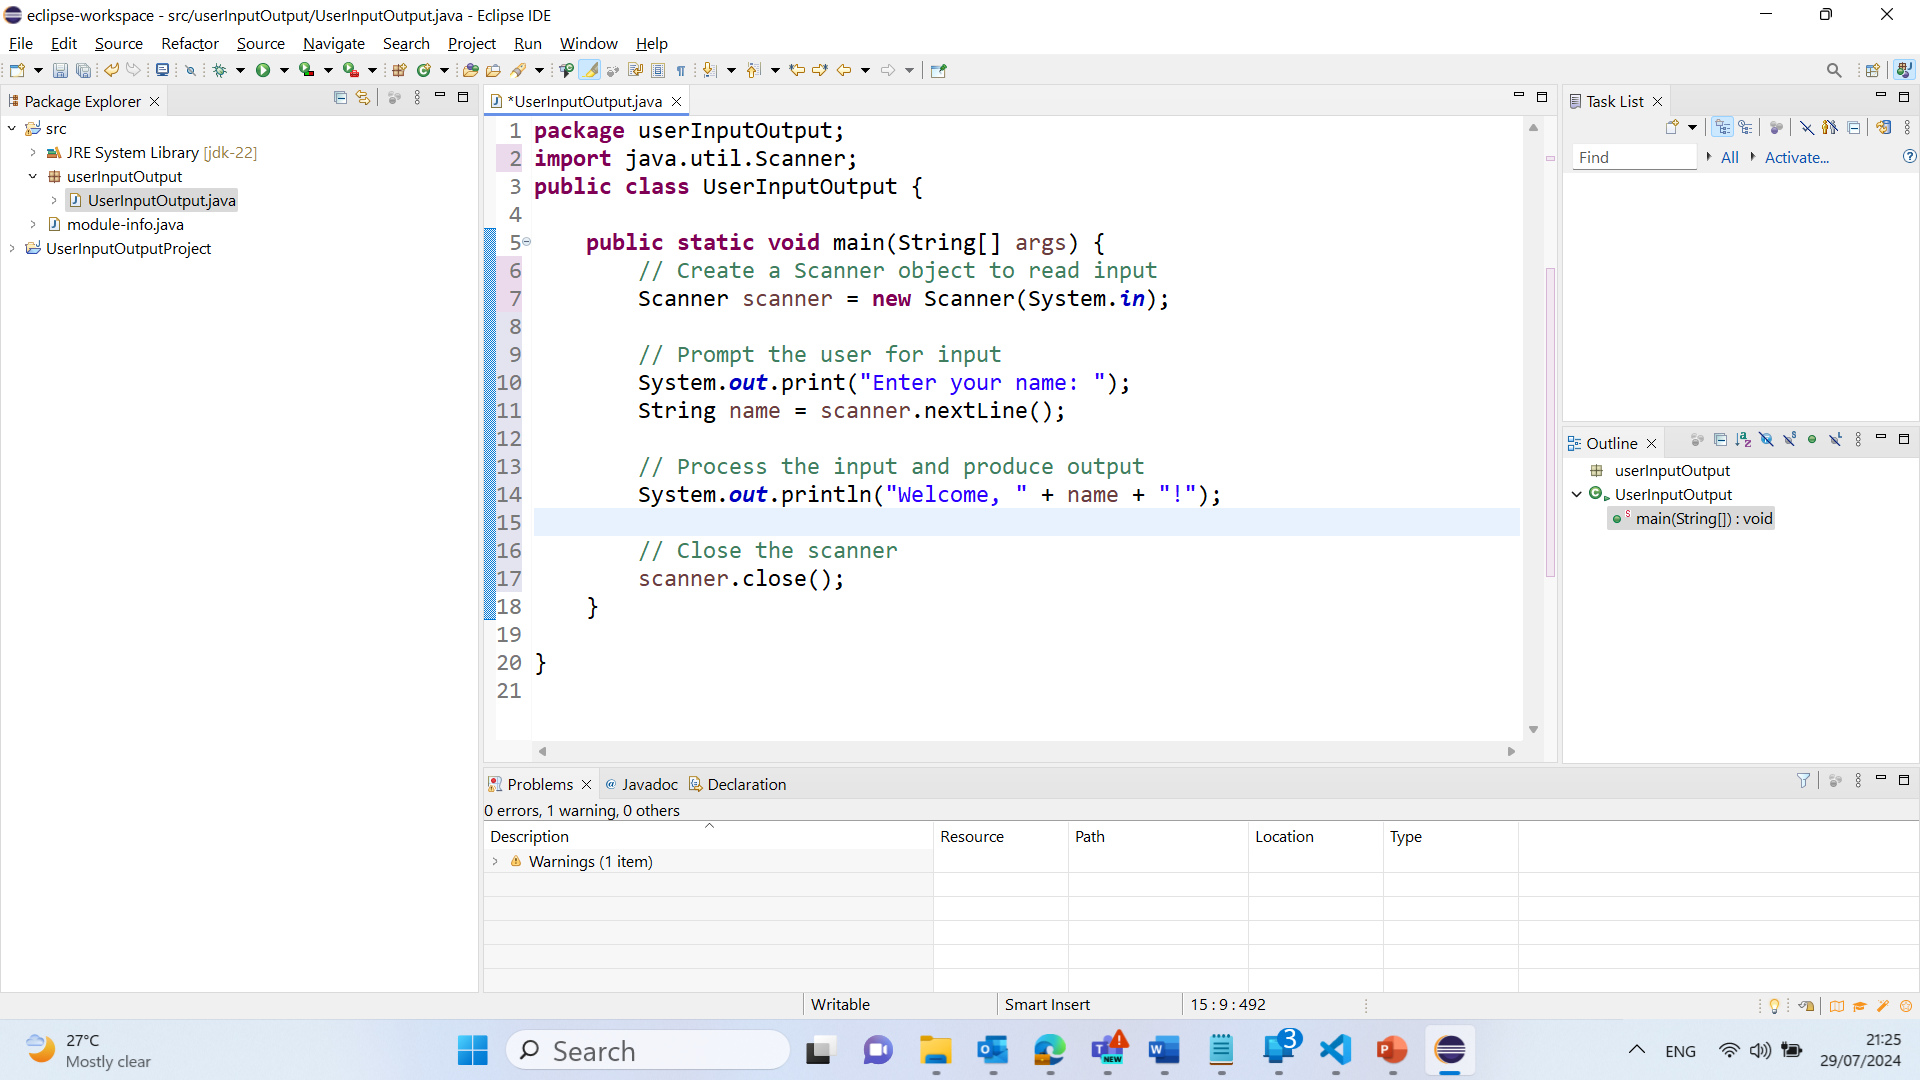 eclipse-workspace - src/userInputOutput/UserInputOutput.java - Eclipse IDE
File Edit Source Refactor Source Navigate Search Project Run Window Help
Package Explorer
src
JRE System Library [jdk-22]
userInputOutput
UserInputOutput.java
module-info.java
UserInputOutputProject
*UserInputOutput.java
1 package userInputOutput;
2 import java.util.Scanner;
3 public class UserInputOutput {
4
5 public static void main(String[] args) {
6 // Create a Scanner object to read input
7 Scanner scanner = new Scanner(System.in);
8
9 // Prompt the user for input
10 System.out.print("Enter your name: ");
11 String name = scanner.nextLine();
12
13 // Process the input and produce output
14 System.out.println("Welcome, " + name + "!");
15
16 // Close the scanner
17 scanner.close();
18 }
19
20 }
21
Task List
Find All Activate...
Outline
userInputOutput
UserInputOutput
main(String[]) : void
Problems Javadoc Declaration
0 errors, 1 warning, 0 others
Description Resource Path Location Type
Warnings (1 item)
Writable Smart Insert 15 : 9 : 492
27°C
Mostly clear
Search
NEW
3
ENG
21:25
29/07/2024